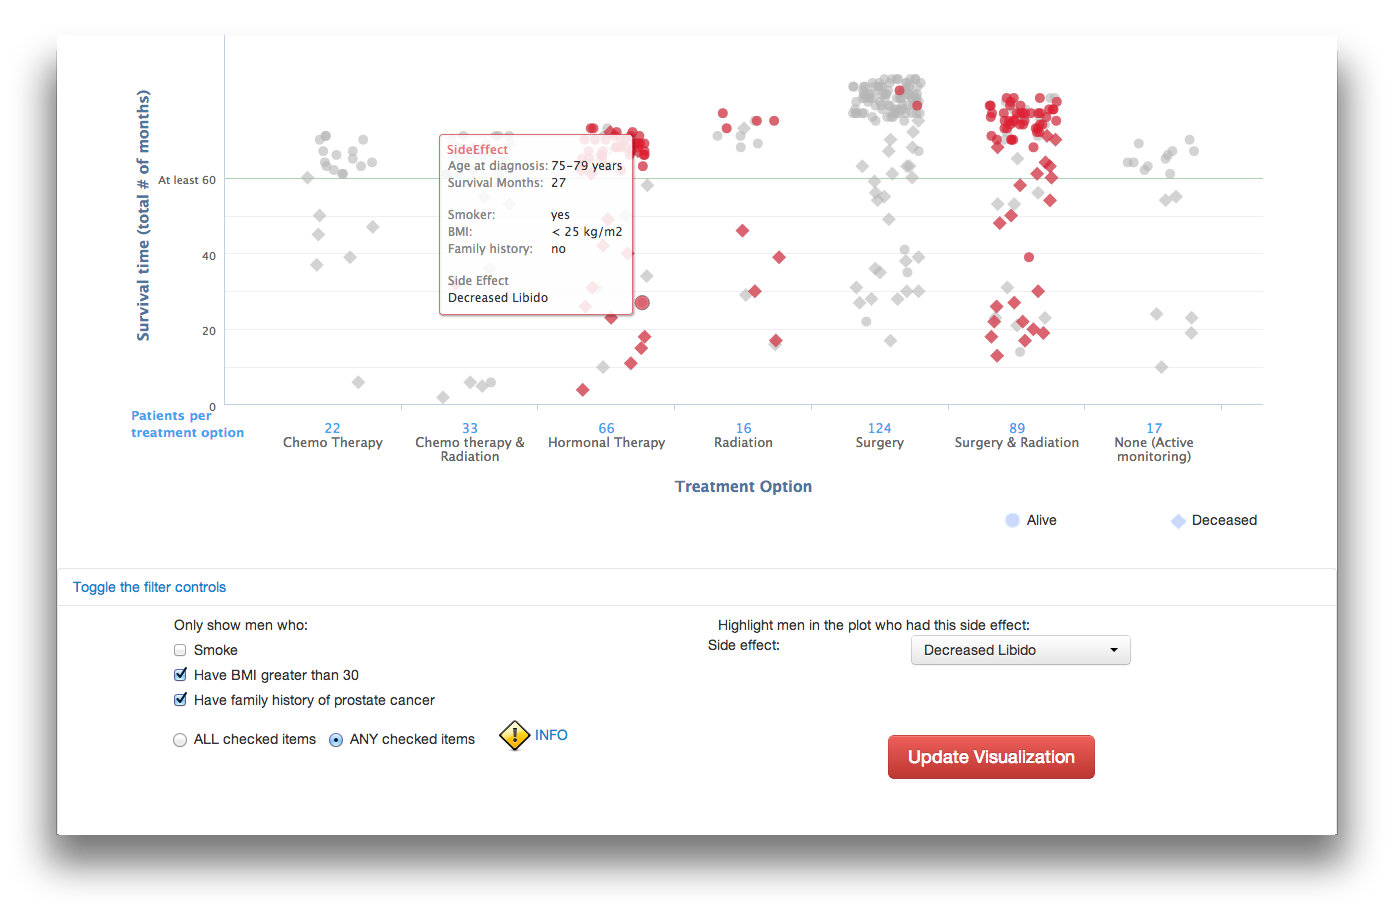 Survival time (total # of months)
At least 60
40
20
0
SideEffect
Age at diagnosis: 75-79 years
Survival Months: 27
Smoker: yes
BMI: < 25 kg/m2
Family history: no
Side Effect
Decreased Libido
Patients per
treatment option
22
Chemo Therapy
33
Chemo therapy &
Radiation
66
Hormonal Therapy
16
Radiation
124
Surgery
89
Surgery & Radiation
17
None (Active
monitoring)
Treatment Option
Alive
Deceased
Toggle the filter controls
Only show men who:
Smoke
Have BMI greater than 30
Have family history of prostate cancer
ALL checked items
ANY checked items
INFO
Highlight men in the plot who had this side effect:
Side effect:
Decreased Libido
Update Visualization